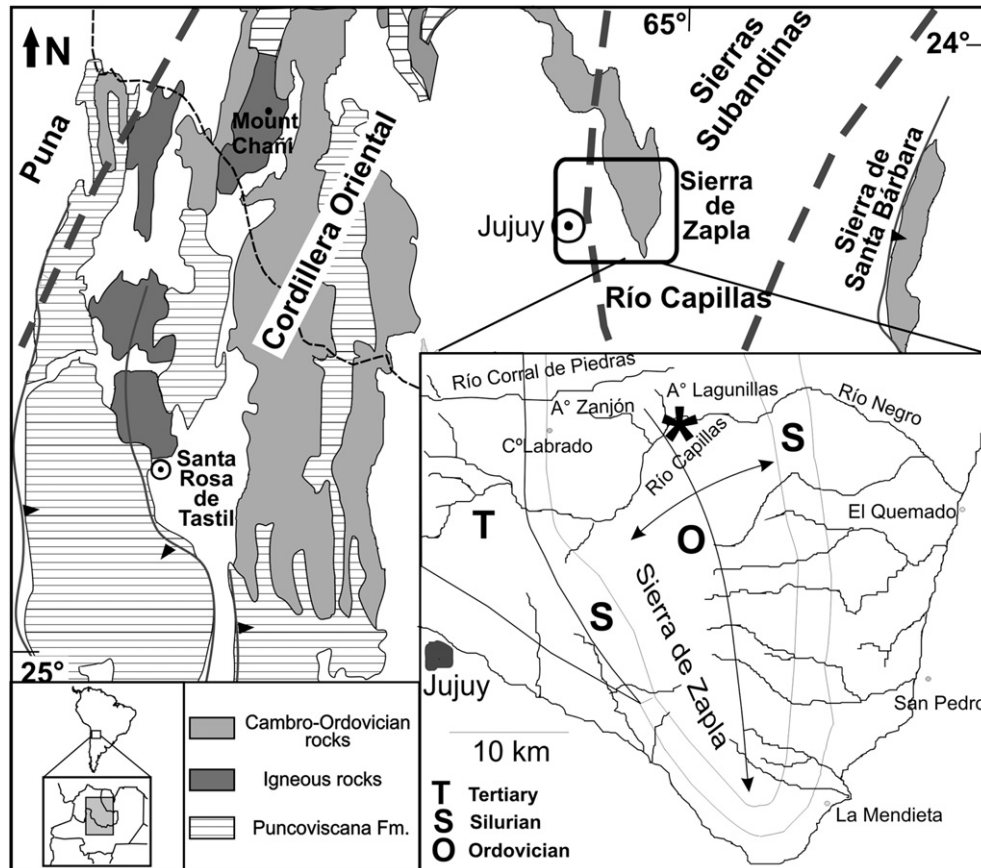 N
65°
24°
Puna
Mount
Chañi
Cordillera Oriental
Sierras
Subandinas
Sierra
de
Zapla
Sierra de
Santa Bárbara
Jujuy
Río Capillas
Santa
Rosa
de
Tastil
25°
Río Corral de Piedras
A° Zanjón
A° Lagunillas
Río Negro
C°Labrado
*
Río Capillas
S
El Quemado
T
O
S
Sierra de Zapla
Jujuy
San Pedro
10 km
La Mendieta
T Tertiary
S Silurian
O Ordovician
Cambro-Ordovician
rocks
Igneous rocks
Puncoviscana Fm.